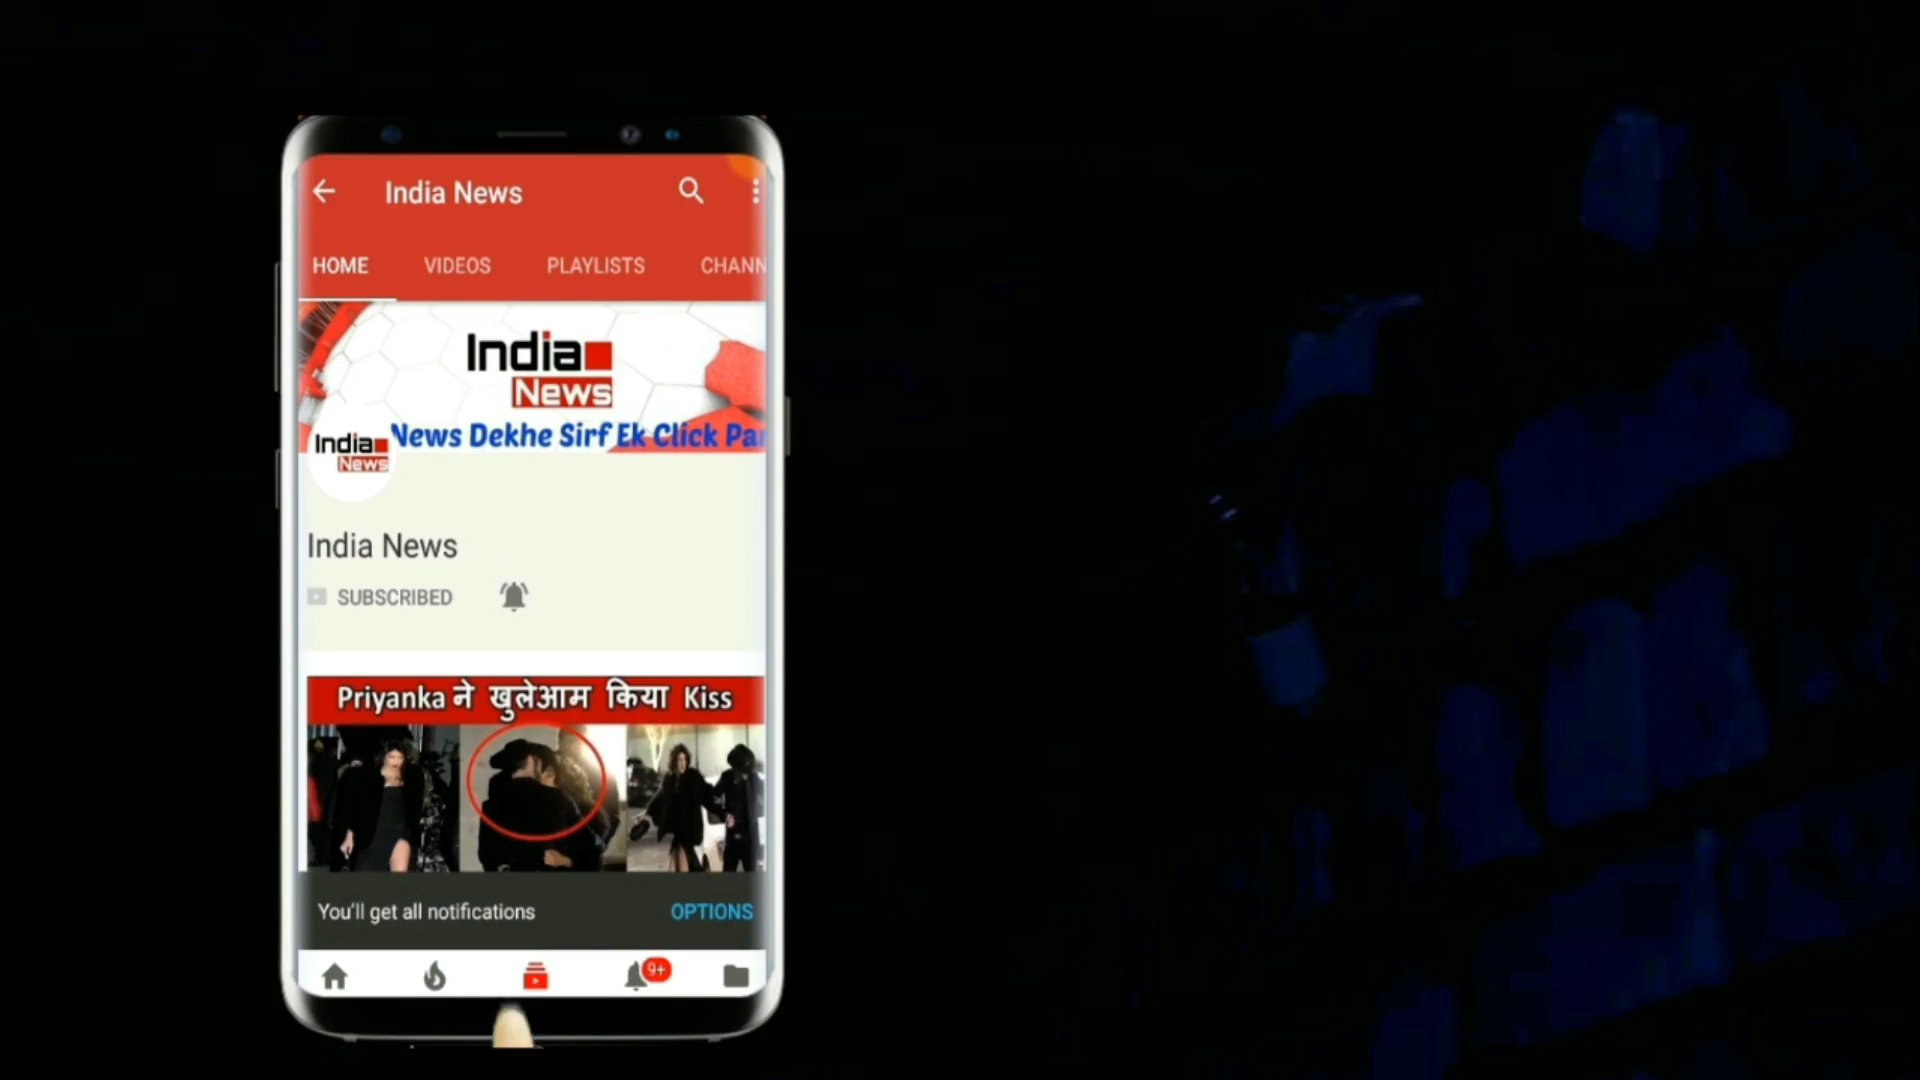 India News
HOME VIDEOS PLAYLISTS CHANN
India
News
News Dekhe Sirf Ek Click Par
India
News
India News
SUBSCRIBED
Priyanka ने खुलेआम किया Kiss
You'll get all notifications OPTIONS
9+